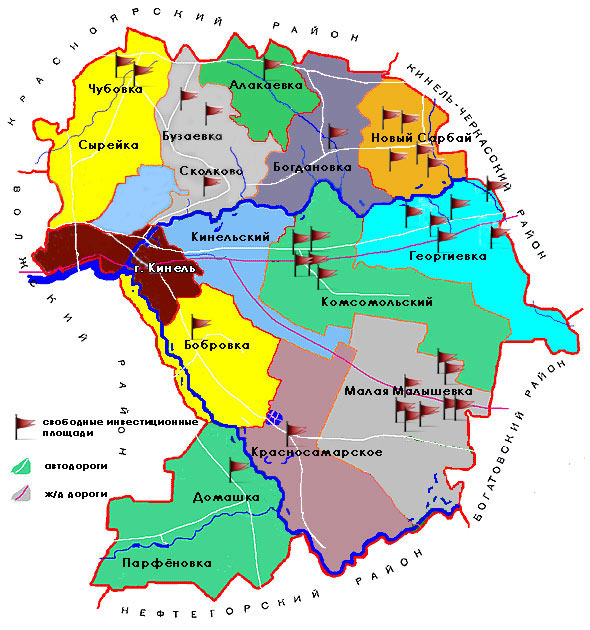 КРАСНОЯРСКИЙ РАЙОН
КИНЕЛЬ-ЧЕРКАССКИЙ РАЙОН
Чубовка
Алакаевка
Бузаевка
Новый Сарбай
Сырейка
Сколково
Богдановка
ВОЛЖСКИЙ РАЙОН
Кинельский
Георгиевка
г. Кинель
Комсомольский
Бобровка
Малая Малышевка
БОГАТОВСКИЙ РАЙОН
свободные инвестиционные
площади
Красносамарское
автодороги
ж/д дороги
Домашка
Парфёновка
НЕФТЕГОРСКИЙ РАЙОН